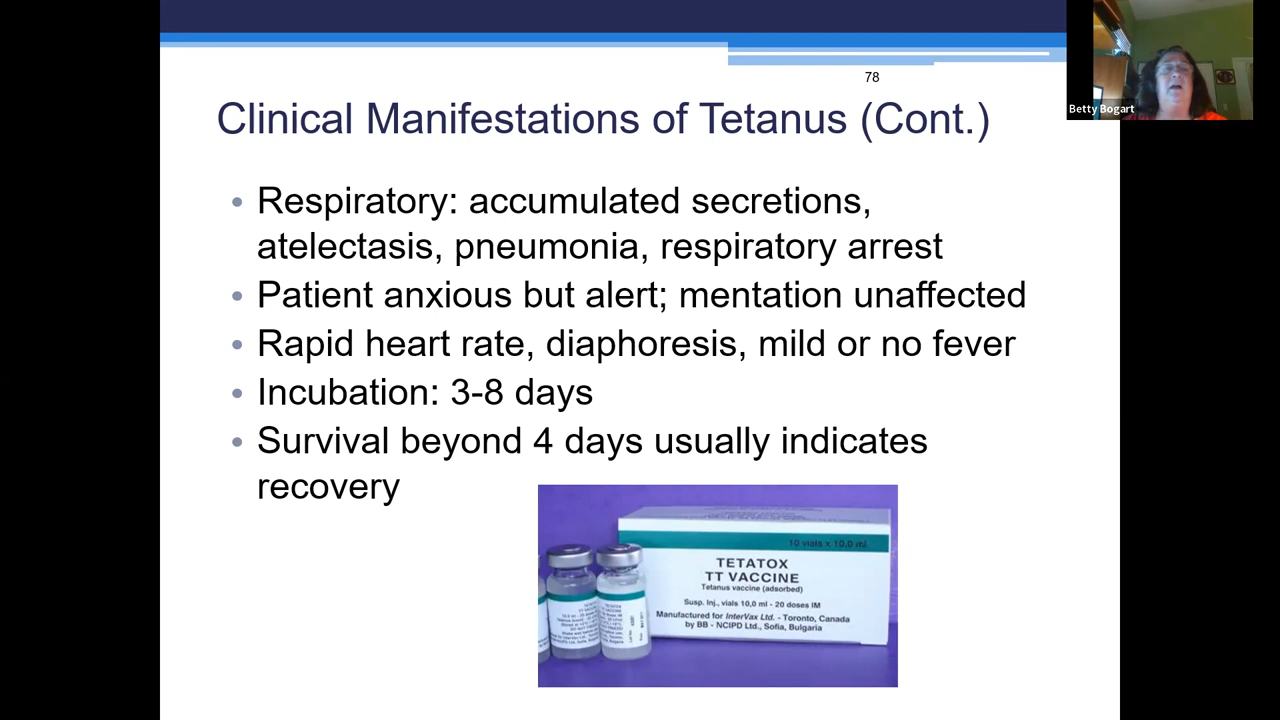 78
Betty Bogart
Clinical Manifestations of Tetanus (Cont.)
• Respiratory: accumulated secretions,
atelectasis, pneumonia, respiratory arrest
• Patient anxious but alert; mentation unaffected
• Rapid heart rate, diaphoresis, mild or no fever
• Incubation: 3-8 days
• Survival beyond 4 days usually indicates
recovery
10 vials x 10,0 ml.
TETATOX
TT VACCINE
Tetanus vaccine (adsorbed)
Susp. Inj., vials 10,0 ml - 20 doses IM
Manufactured for InterVax Ltd. - Toronto, Canada
by BB - NCIPD Ltd., Sofia, Bulgaria